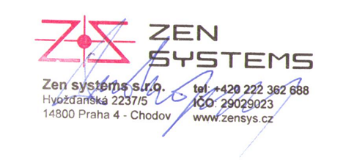 ZEN
SYSTEMS
Zen systems s.r.o.
Hvožďanská 2237/5
14800 Praha 4 - Chodov
tel: +420 222 362 688
IČO: 29029023
www.zensys.cz